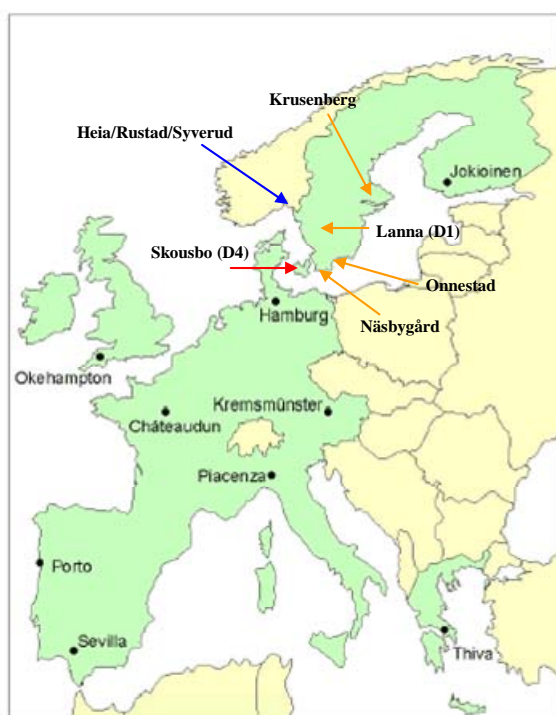 Krusenberg
Heia/Rustad/Syverud
Jokioinen
Lanna (D1)
Skousbo (D4)
Onnestad
Hamburg
Näsbygård
Okehampton
Kremsmünster
Châteaudun
Piacenza
Porto
Sevilla
Thiva